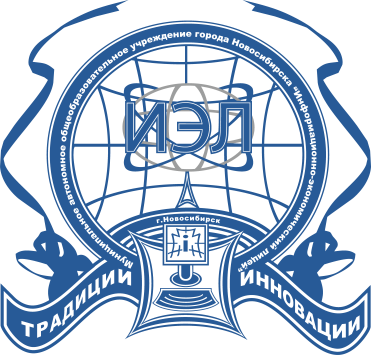 Муниципальное автономное общеобразовательное учреждение города Новосибирска "Информационно-экономический лицей"
ИЭЛ
г.Новосибирск
i
ТРАДИЦИИ
ИННОВАЦИИ